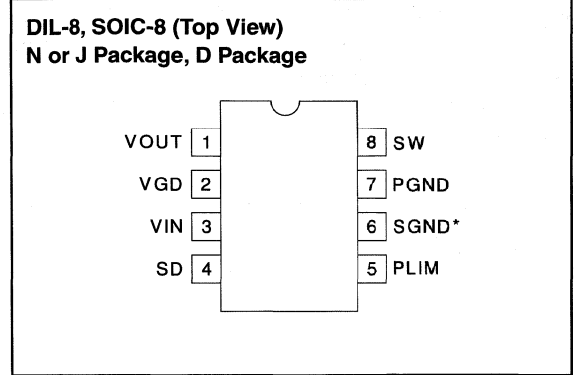 DIL-8, SOIC-8 (Top View)
N or J Package, D Package
VOUT 1 8 SW
VGD 2 7 PGND
VIN 3 6 SGND*
SD 4 5 PLIM